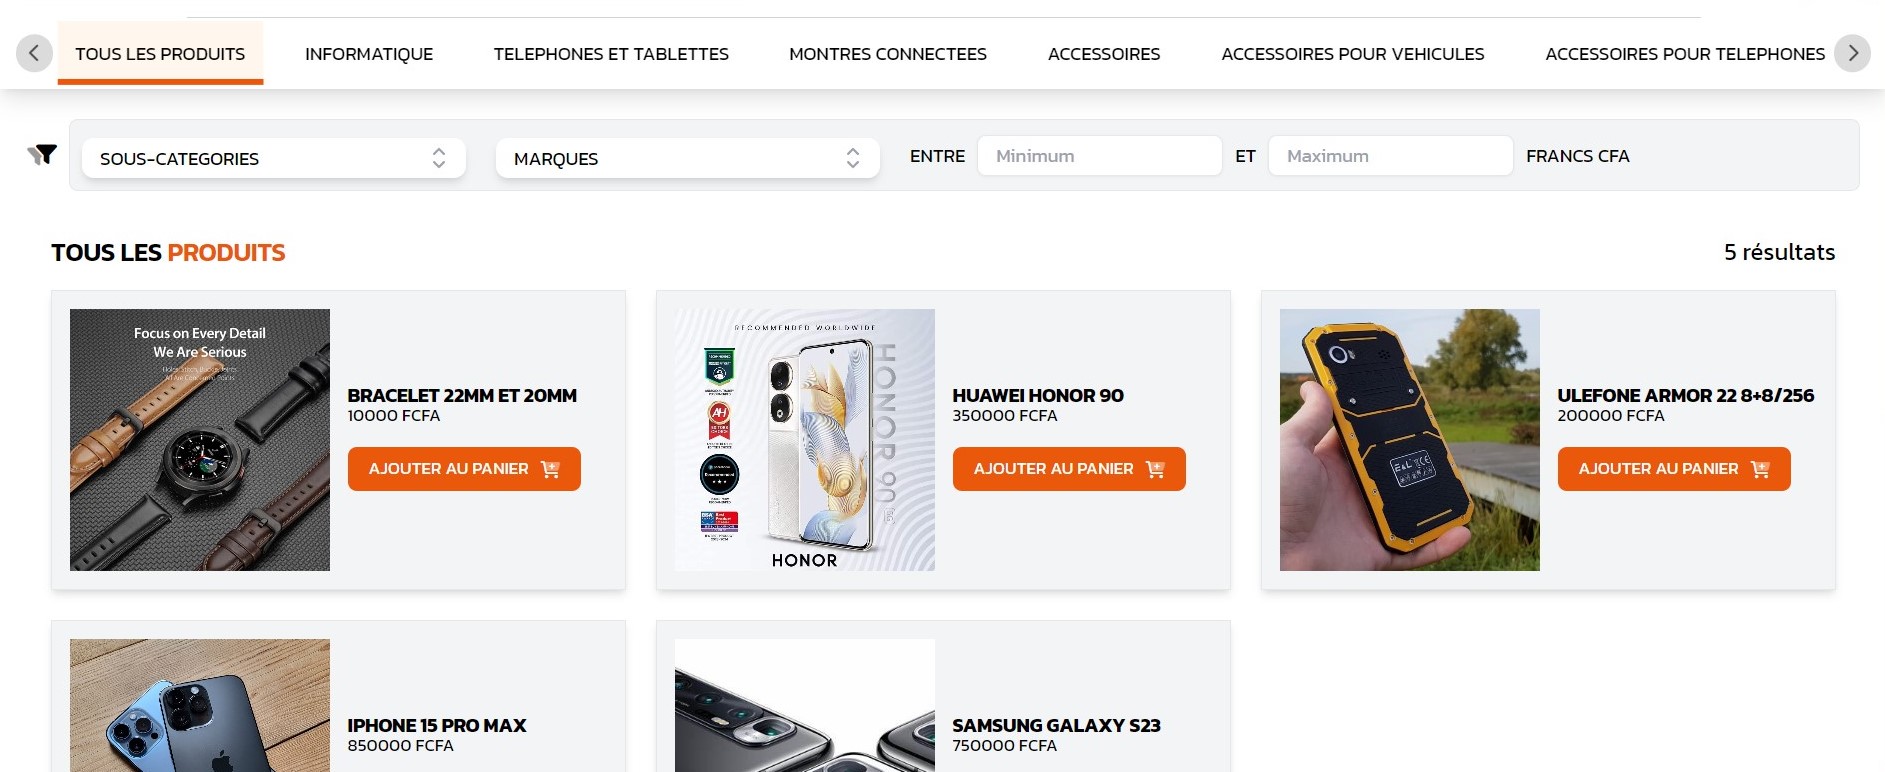 TOUS LES PRODUITS
INFORMATIQUE
TELEPHONES ET TABLETTES
MONTRES CONNECTEES
ACCESSOIRES
ACCESSOIRES POUR VEHICULES
ACCESSOIRES POUR TELEPHONES
SOUS-CATEGORIES
MARQUES
ENTRE
Minimum
ET
Maximum
FRANCS CFA
TOUS LES PRODUITS
5 résultats
Focus on Every Detail
We Are Serious
BRACELET 22MM ET 20MM
10000 FCFA
AJOUTER AU PANIER
RECOMMENDED WORLDWIDE
HONOR 90
HONOR
HUAWEI HONOR 90
350000 FCFA
AJOUTER AU PANIER
ULEFONE ARMOR 22 8+8/256
200000 FCFA
AJOUTER AU PANIER
IPHONE 15 PRO MAX
850000 FCFA
SAMSUNG GALAXY S23
750000 FCFA